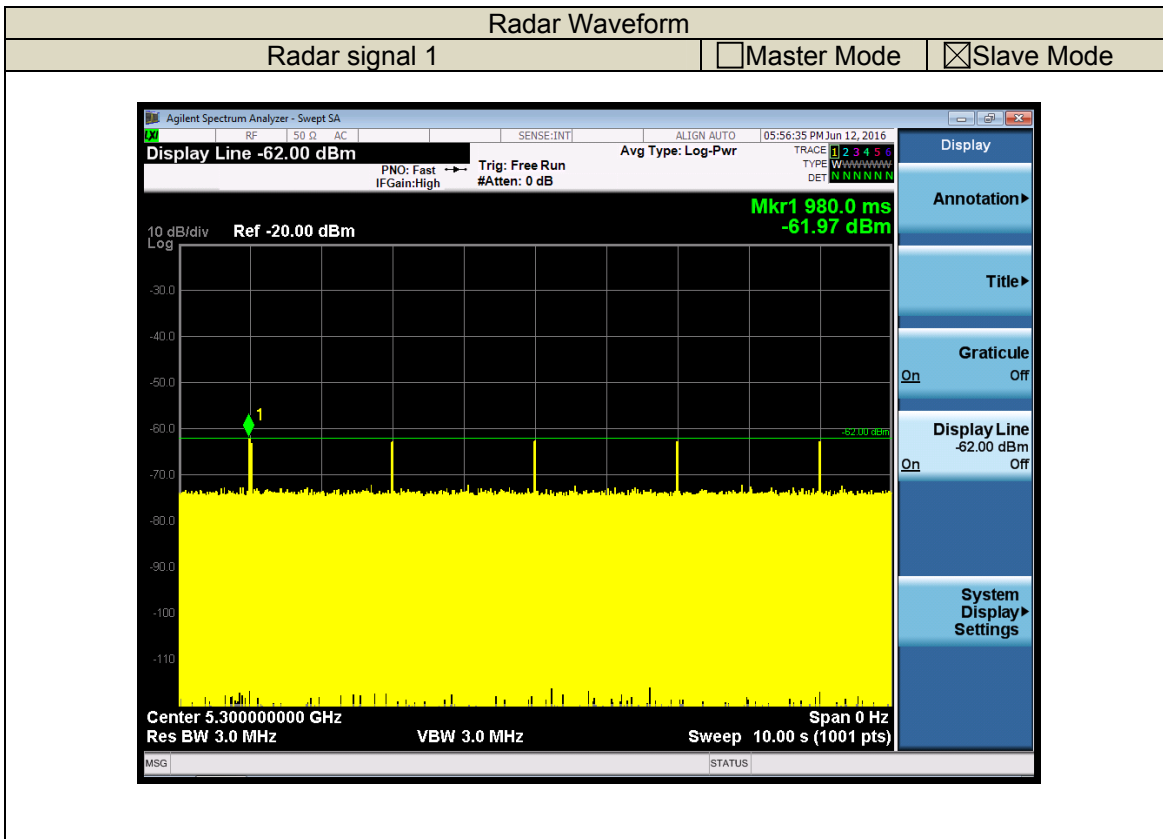 Radar Waveform
Radar signal 1 ☐Master Mode ☒Slave Mode
Agilent Spectrum Analyzer - Swept SA
LXI RF 50 Ω AC SENSE:INT ALIGN AUTO 05:56:35 PM Jun 12, 2016
Display Line -62.00 dBm
PNO: Fast
IFGain:High
Trig: Free Run
#Atten: 0 dB
Avg Type: Log-Pwr
TRACE 1 2 3 4 5 6
TYPE WWWWWW
DET N N N N N N
Mkr1 980.0 ms
-61.97 dBm
10 dB/div Ref -20.00 dBm
Log
-30.0
-40.0
-50.0
1
-60.0
-62.00 dBm
-70.0
-80.0
-90.0
-100
-110
Center 5.300000000 GHz Span 0 Hz
Res BW 3.0 MHz VBW 3.0 MHz Sweep 10.00 s (1001 pts)
MSG STATUS
Display
Annotation
Title
Graticule
On Off
Display Line
-62.00 dBm
On Off
System
Display
Settings